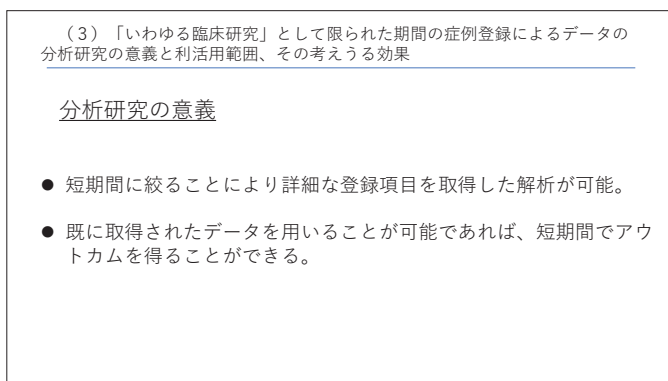 （３）「いわゆる臨床研究」として限られた期間の症例登録によるデータの
分析研究の意義と利活用範囲、その考えうる効果
分析研究の意義
● 短期間に絞ることにより詳細な登録項目を取得した解析が可能。
● 既に取得されたデータを用いることが可能であれば、短期間でアウ
トカムを得ることができる。